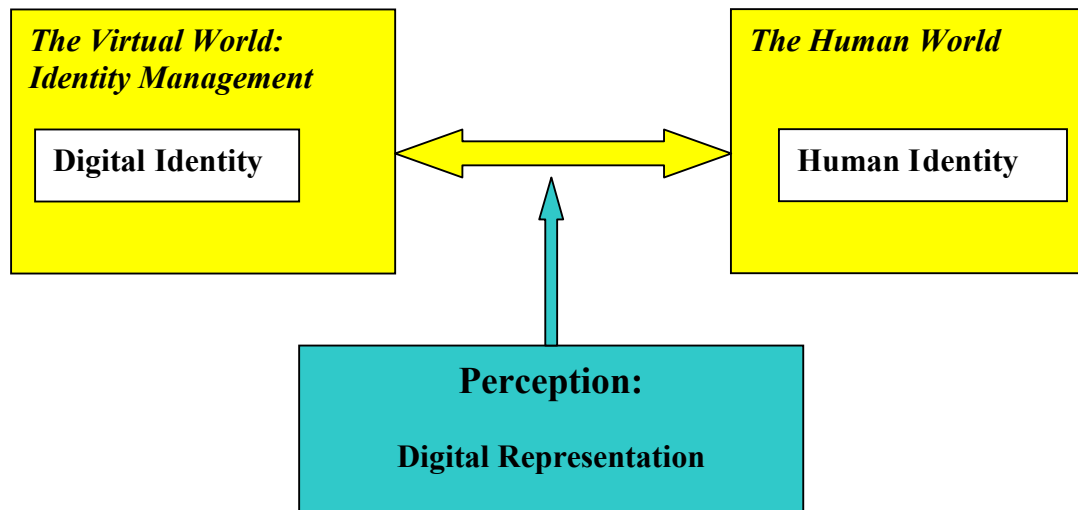 The Virtual World:
Identity Management
Digital Identity
The Human World
Human Identity
Perception:
Digital Representation